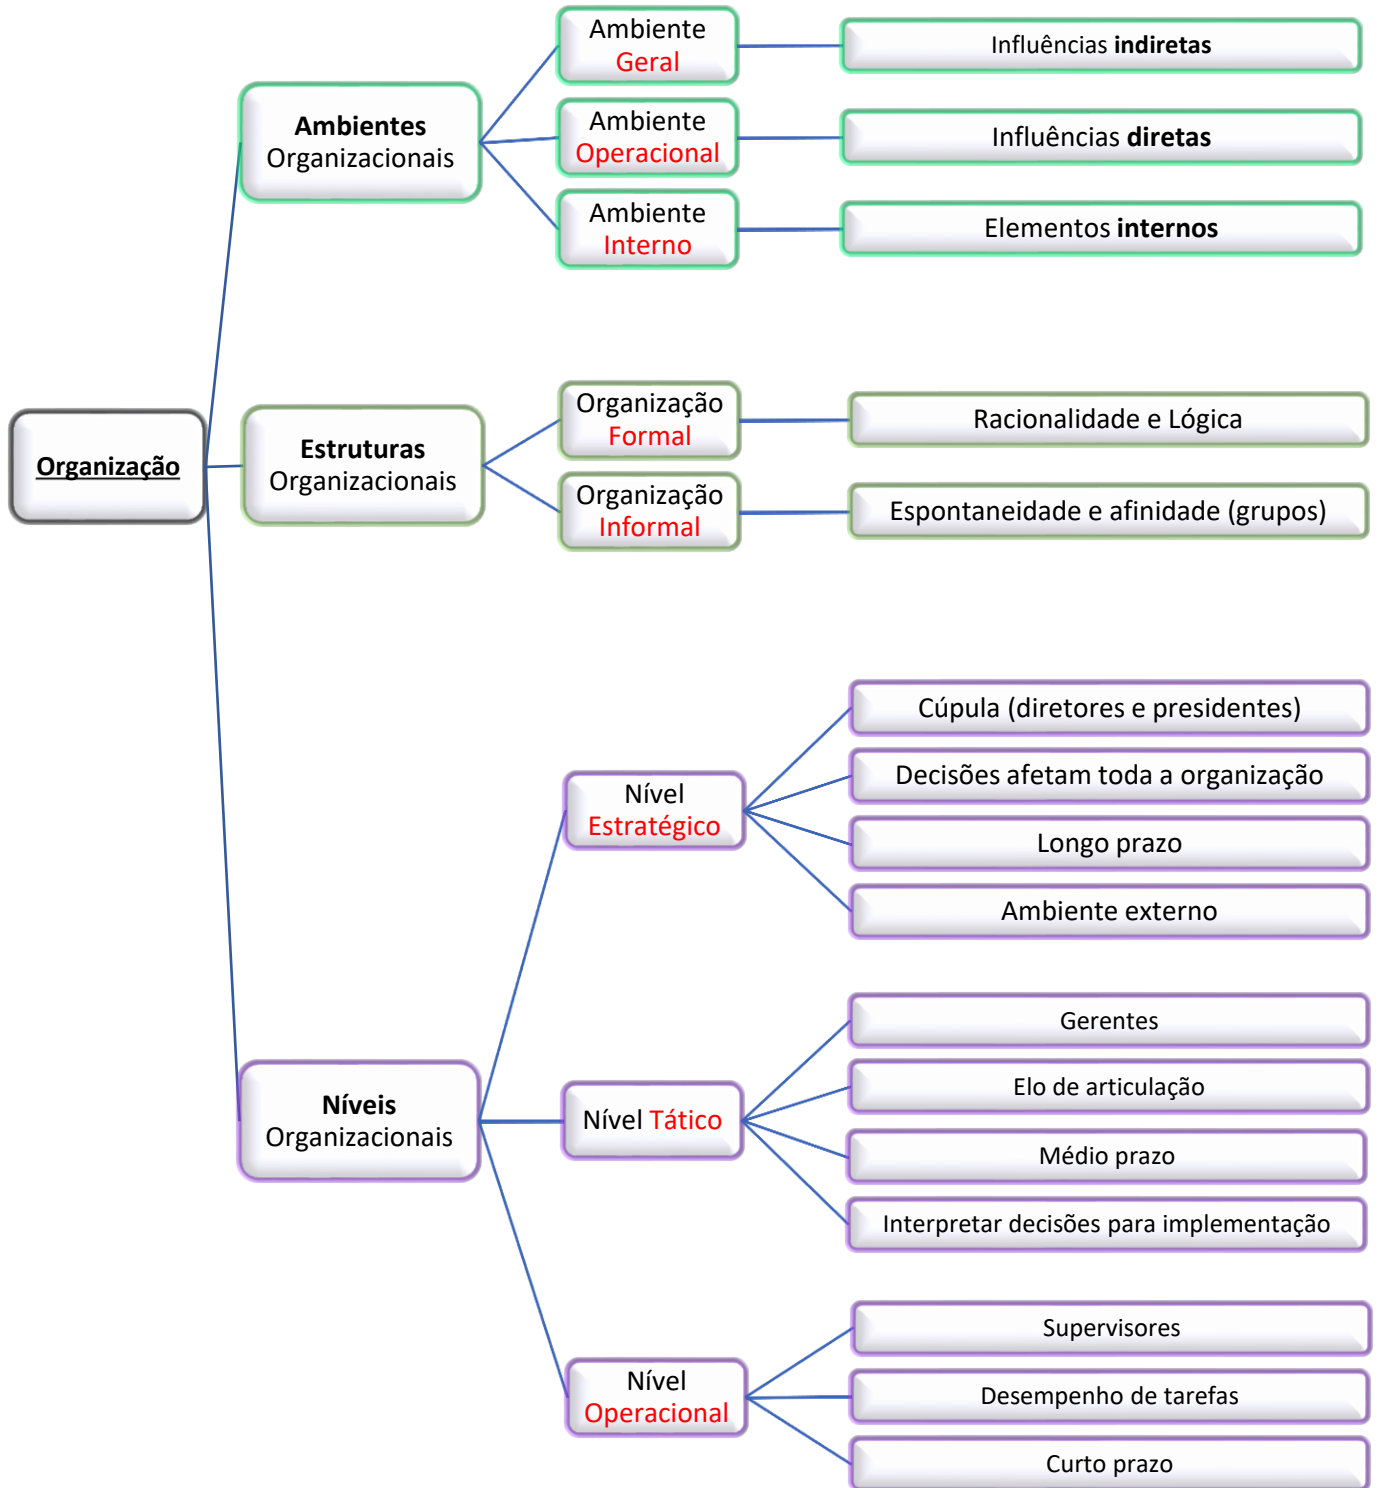 Organização
Ambientes
Organizacionais
Ambiente
Geral
Influências indiretas
Ambiente
Operacional
Influências diretas
Ambiente
Interno
Elementos internos
Estruturas
Organizacionais
Organização
Formal
Racionalidade e Lógica
Organização
Informal
Espontaneidade e afinidade (grupos)
Níveis
Organizacionais
Nível
Estratégico
Cúpula (diretores e presidentes)
Decisões afetam toda a organização
Longo prazo
Ambiente externo
Nível Tático
Gerentes
Elo de articulação
Médio prazo
Interpretar decisões para implementação
Nível
Operacional
Supervisores
Desempenho de tarefas
Curto prazo